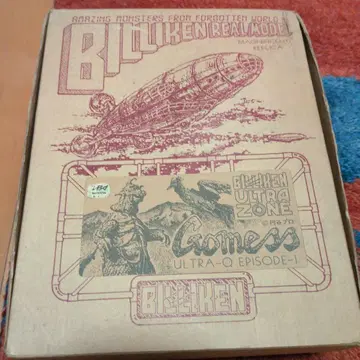 AMAZING MONSTERS FROM FORGOTTEN WORLD
BILLIKEN REAL MODEL
BILLIKEN
ULTRA
ZONE
Gomess
ULTRA-Q EPISODE-1
BILLIKEN